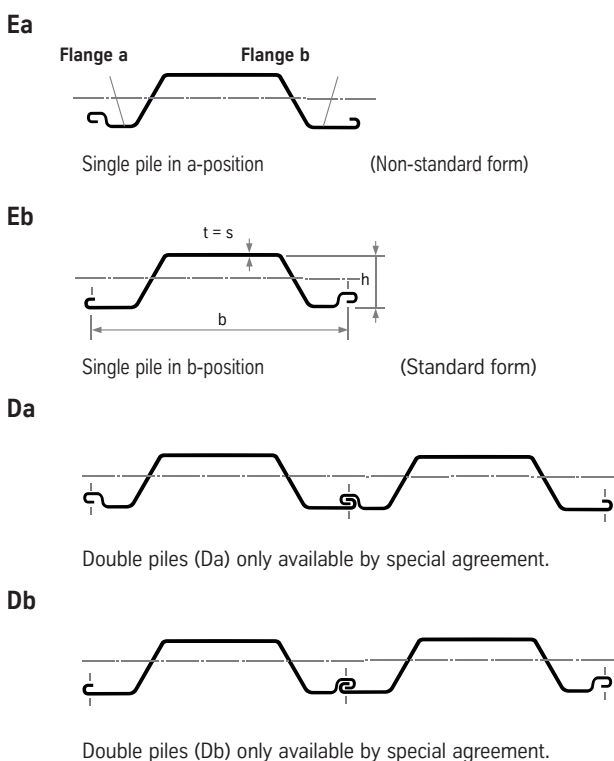 Ea
Flange a Flange b
Single pile in a-position (Non-standard form)
Eb
t = s
h
b
Single pile in b-position (Standard form)
Da
Double piles (Da) only available by special agreement.
Db
Double piles (Db) only available by special agreement.